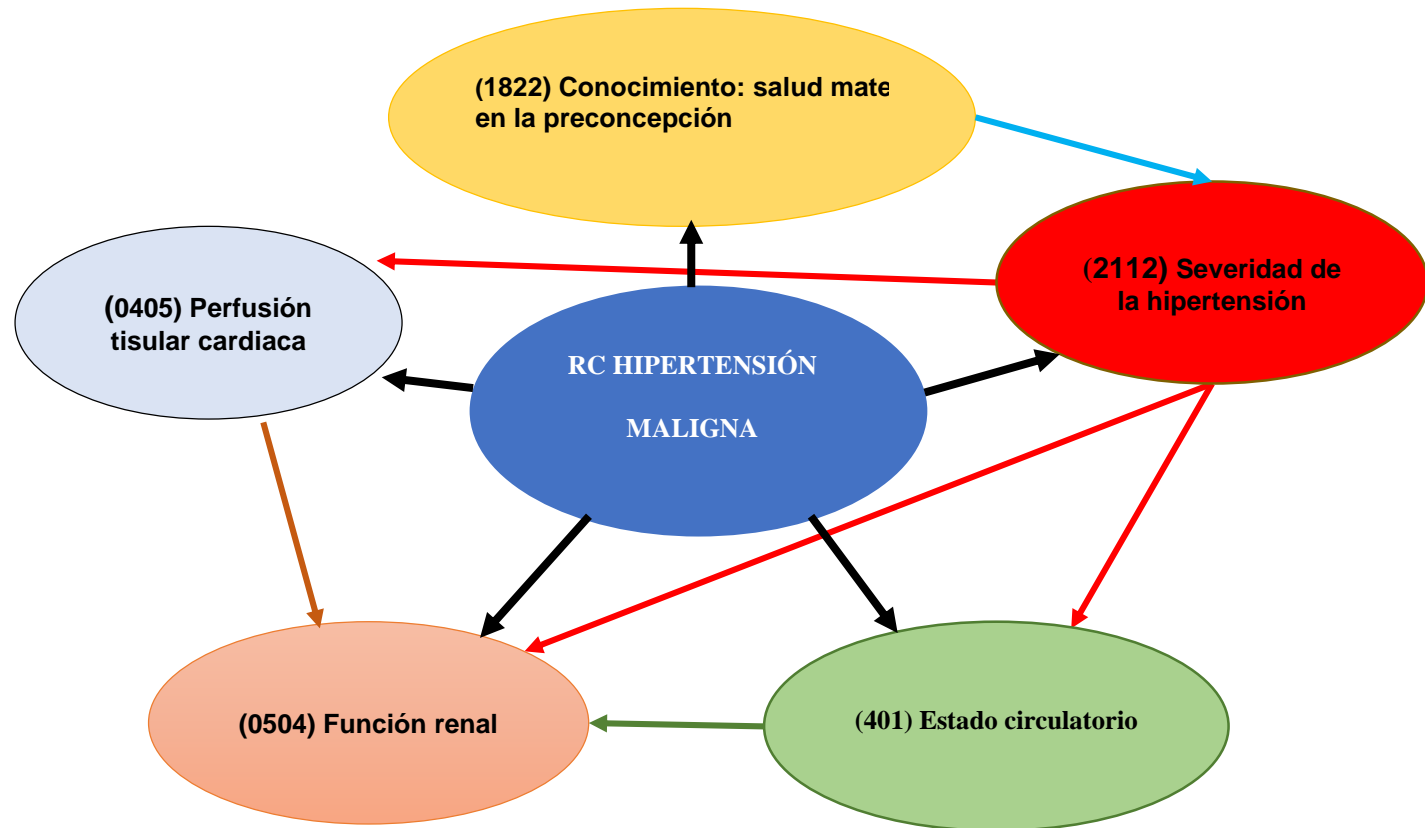 (1822) Conocimiento: salud mate
en la preconcepción
(2112) Severidad de
la hipertensión
(0405) Perfusión
tisular cardiaca
RC HIPERTENSIÓN
MALIGNA
(0504) Función renal
(401) Estado circulatorio